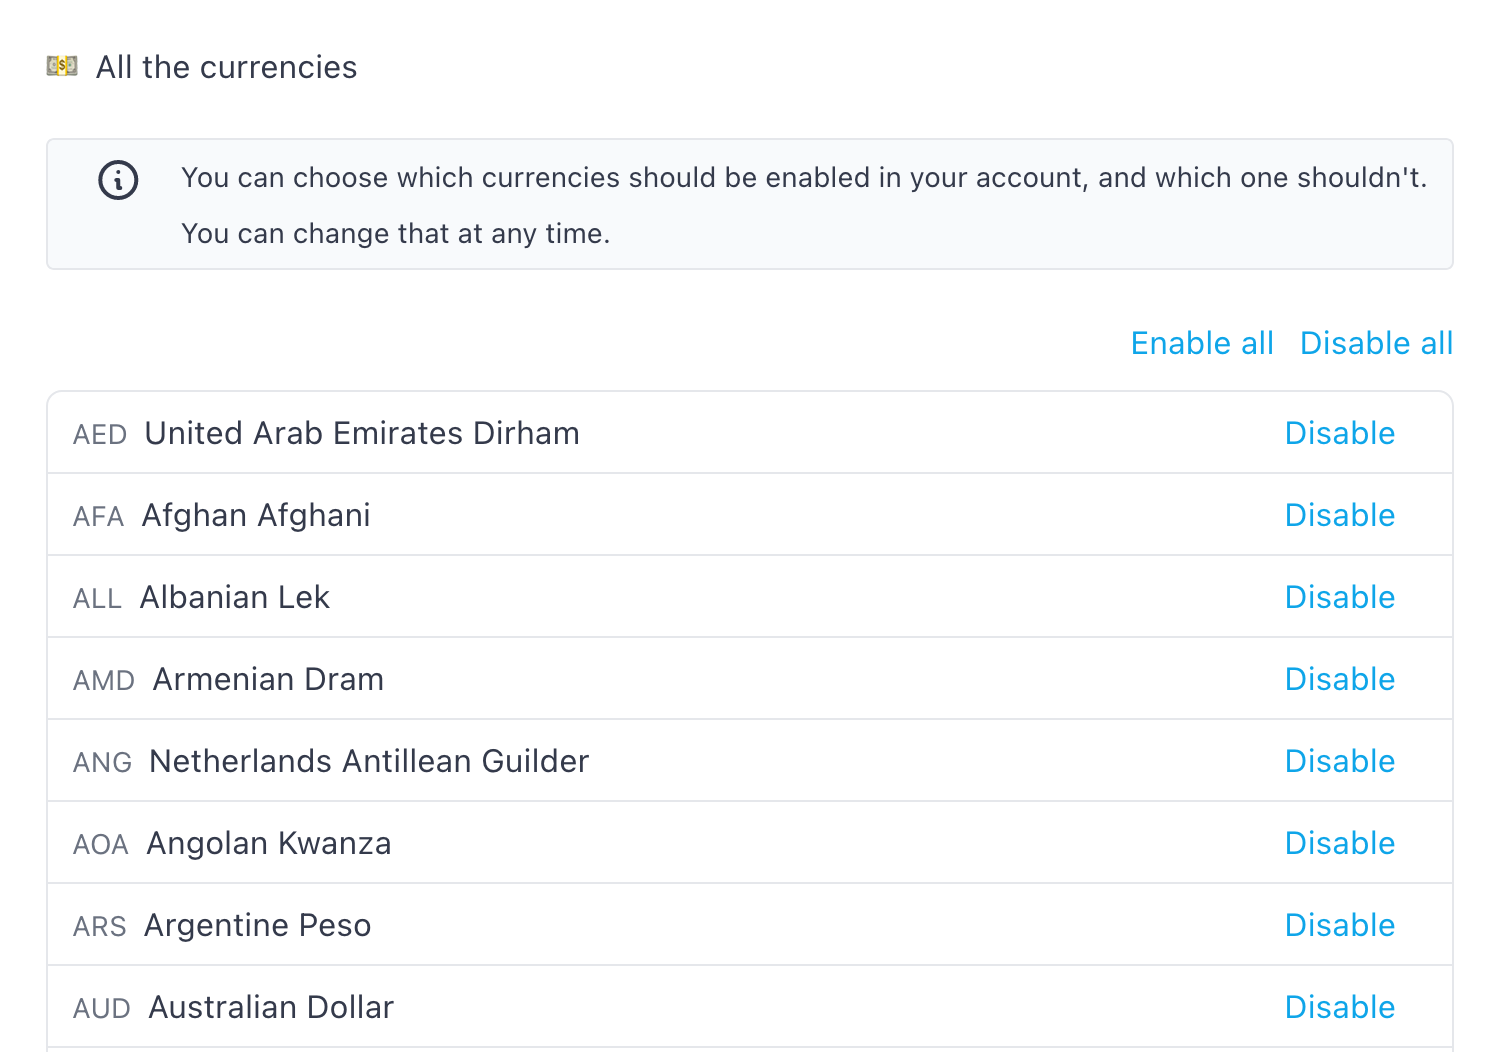 All the currencies
You can choose which currencies should be enabled in your account, and which one shouldn't.
You can change that at any time.
Enable all Disable all
AED United Arab Emirates Dirham Disable
AFA Afghan Afghani Disable
ALL Albanian Lek Disable
AMD Armenian Dram Disable
ANG Netherlands Antillean Guilder Disable
AOA Angolan Kwanza Disable
ARS Argentine Peso Disable
AUD Australian Dollar Disable